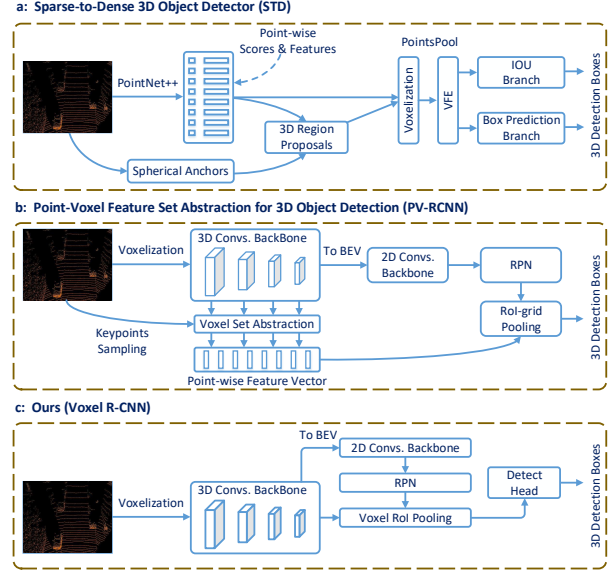 a: Sparse-to-Dense 3D Object Detector (STD)
Point-wise
Scores & Features
PointsPool
PointNet++
Spherical Anchors
3D Region
Proposals
Voxelization
VFE
IOU
Branch
Box Prediction
Branch
3D Detection Boxes
b: Point-Voxel Feature Set Abstraction for 3D Object Detection (PV-RCNN)
Voxelization
3D Convs. BackBone
To BEV
2D Convs.
Backbone
RPN
Keypoints
Sampling
Voxel Set Abstraction
RoI-grid
Pooling
Point-wise Feature Vector
3D Detection Boxes
c: Ours (Voxel R-CNN)
To BEV
2D Convs. Backbone
Voxelization
3D Convs. BackBone
RPN
Voxel RoI Pooling
Detect
Head
3D Detection Boxes